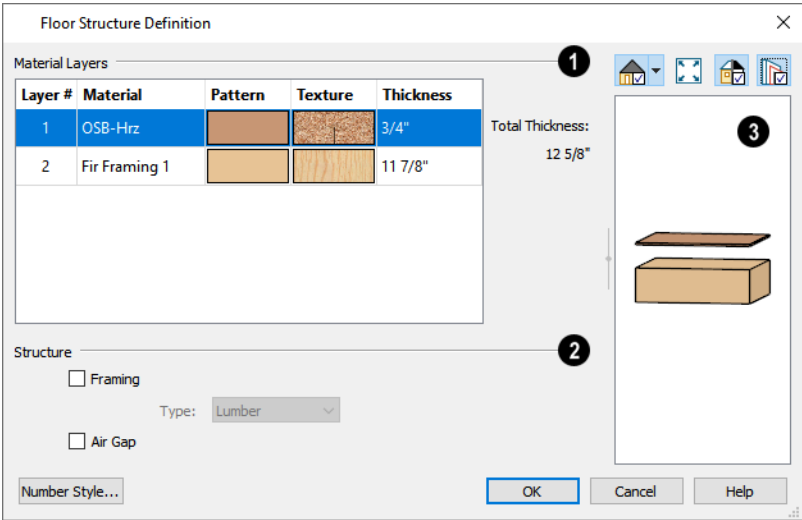 Floor Structure Definition
Material Layers
1
Layer # Material Pattern Texture Thickness
1 OSB-Hrz 3/4"
2 Fir Framing 1 11 7/8"
Total Thickness:
12 5/8"
3
Structure
2
Framing
Type: Lumber
Air Gap
Number Style... OK Cancel Help